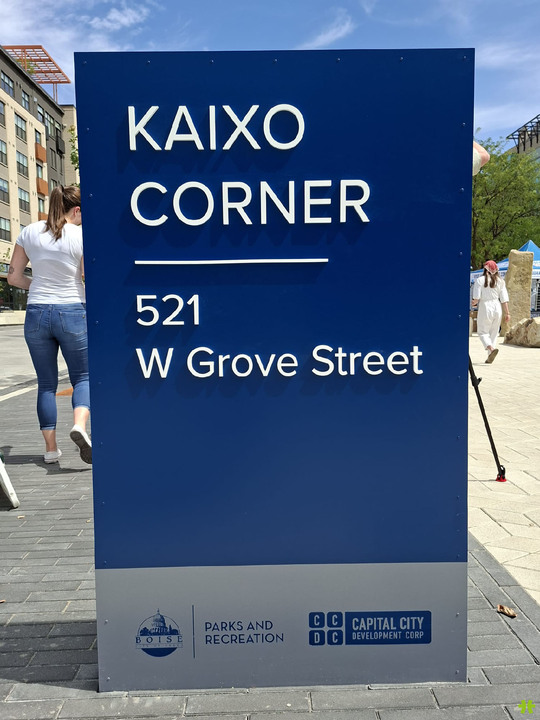 KAIXO
CORNER
521
W Grove Street
BOISE
PARKS AND
RECREATION
CC
DC
CAPITAL CITY
DEVELOPMENT CORP